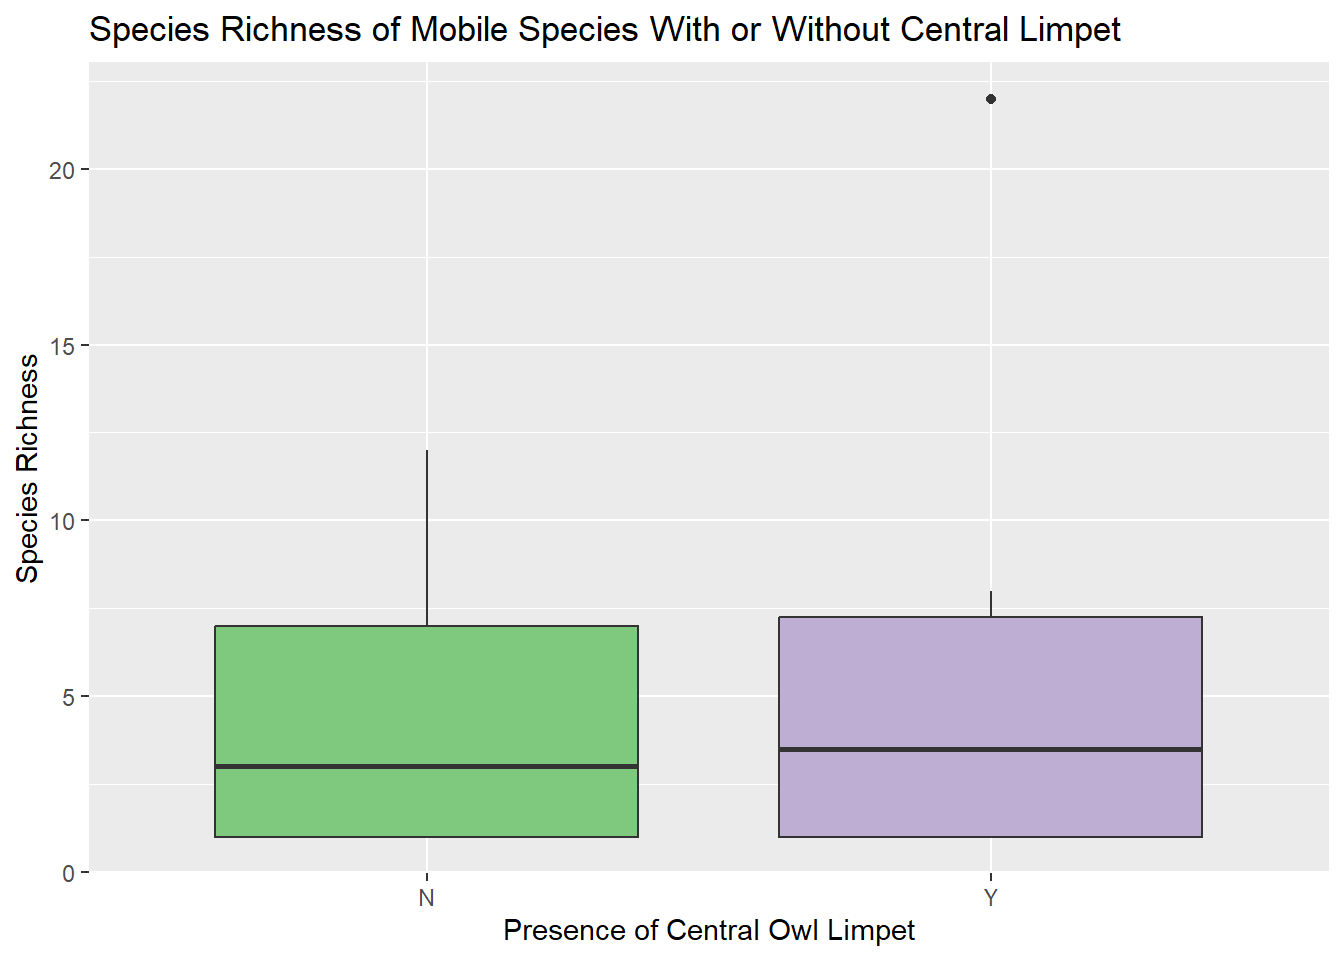 Species Richness of Mobile Species With or Without Central Limpet
20
15
10
5
0
Species Richness
N
Y
Presence of Central Owl Limpet